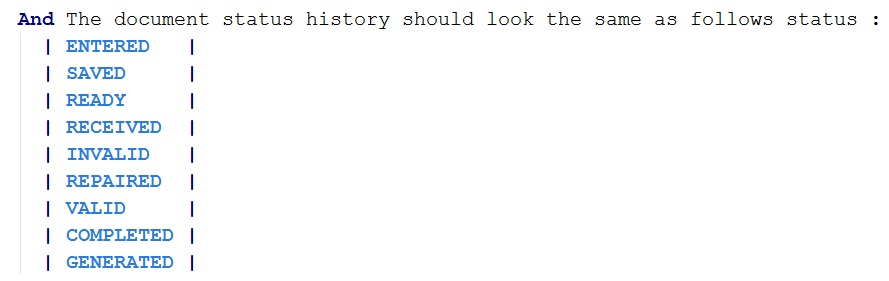 And The document status history should look the same as follows status :
| ENTERED |
| SAVED |
| READY |
| RECEIVED |
| INVALID |
| REPAIRED |
| VALID |
| COMPLETED |
| GENERATED |